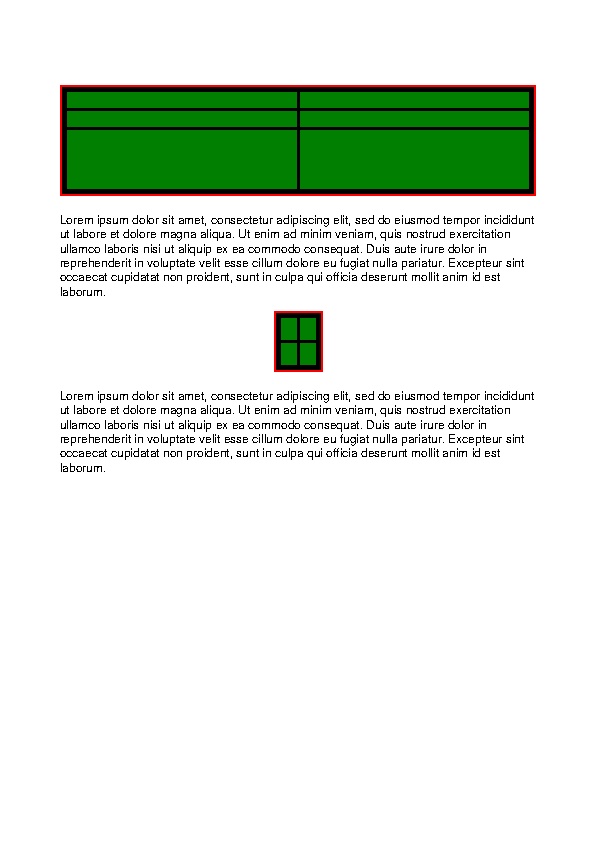 Lorem ipsum dolor sit amet, consectetur adipiscing elit, sed do eiusmod tempor incididunt
ut labore et dolore magna aliqua. Ut enim ad minim veniam, quis nostrud exercitation
ullamco laboris nisi ut aliquip ex ea commodo consequat. Duis aute irure dolor in
reprehenderit in voluptate velit esse cillum dolore eu fugiat nulla pariatur. Excepteur sint
occaecat cupidatat non proident, sunt in culpa qui officia deserunt mollit anim id est
laborum.
Lorem ipsum dolor sit amet, consectetur adipiscing elit, sed do eiusmod tempor incididunt
ut labore et dolore magna aliqua. Ut enim ad minim veniam, quis nostrud exercitation
ullamco laboris nisi ut aliquip ex ea commodo consequat. Duis aute irure dolor in
reprehenderit in voluptate velit esse cillum dolore eu fugiat nulla pariatur. Excepteur sint
occaecat cupidatat non proident, sunt in culpa qui officia deserunt mollit anim id est
laborum.